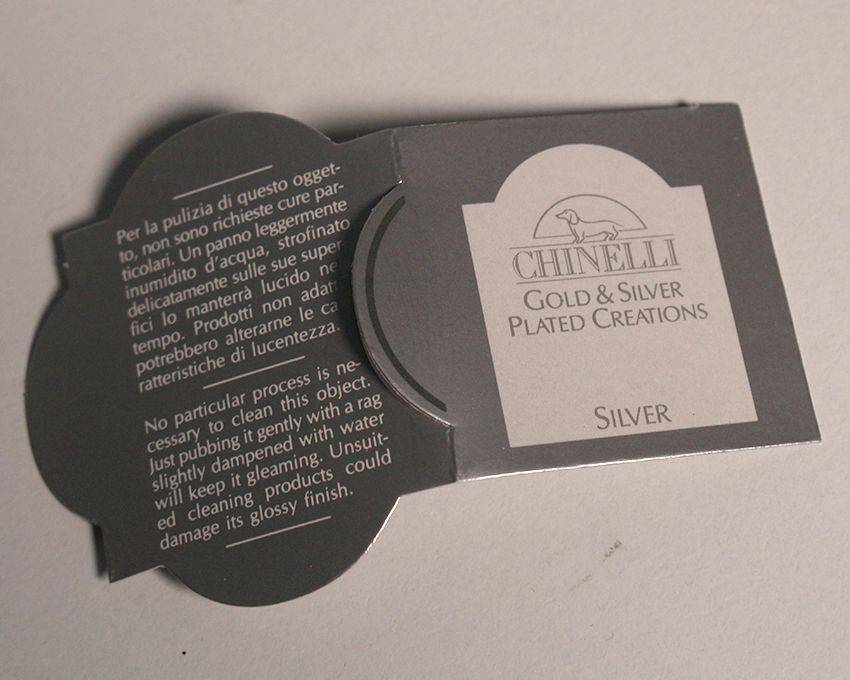 Per la pulizia di questo ogget-
to, non sono richieste cure par-
ticolari. Un panno leggermente
inumidito d'acqua, strofinato
delicatamente sulle sue super
fici lo manterrà lucido ne
tempo. Prodotti non adat
potrebbero alterarne le ca
ratteristiche di lucentezza.
No particular process is ne-
cessary to clean this object.
Just pubbing it gently with a rag
slightly dampened with water
will keep it gleaming. Unsuit-
ed cleaning products could
damage its glossy finish.
CHINELLI
GOLD & SILVER
PLATED CREATIONS
SILVER